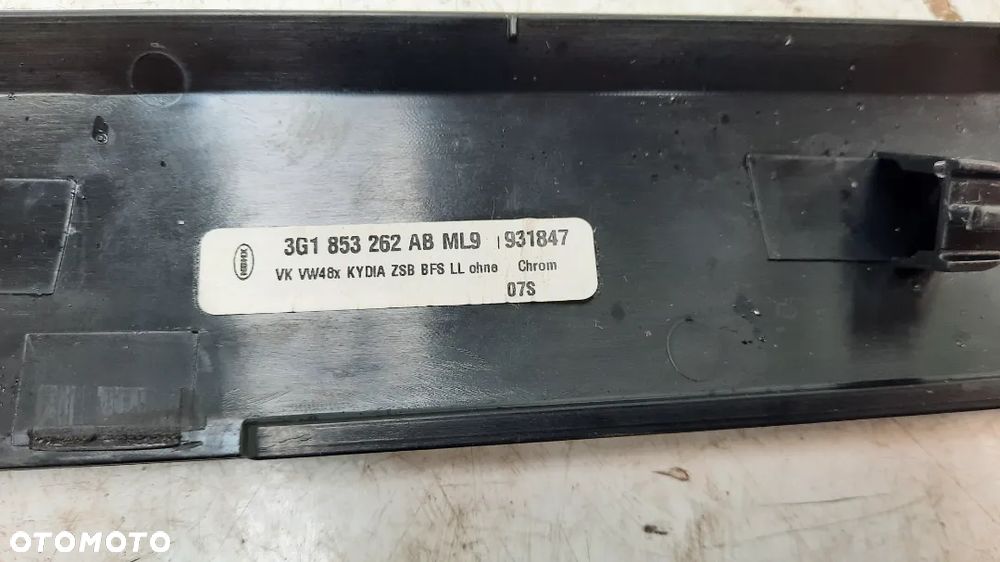 3G1 853 262 AB ML9 931847
VK VW48x KYDIA ZSB BFS LL ohne Chrom
07S
OTOMOTO